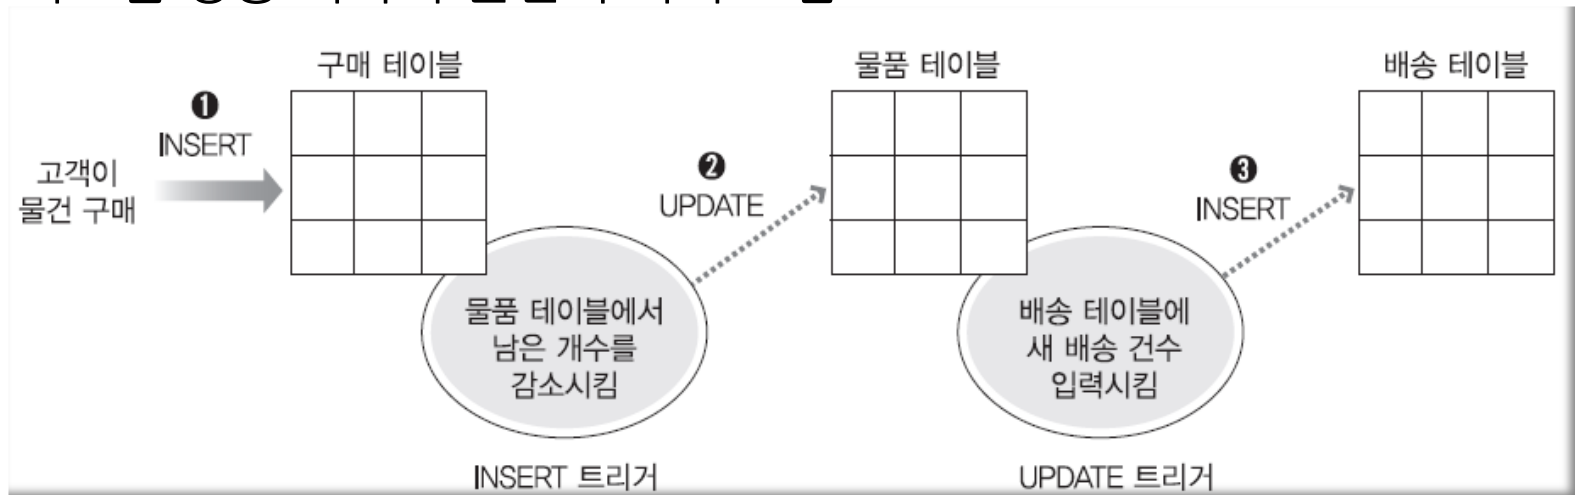 구매 테이블
물품 테이블
배송 테이블
❶
INSERT
고객이
물건 구매
❷
UPDATE
❸
INSERT
물품 테이블에서
남은 개수를
감소시킴
배송 테이블에
새 배송 건수
입력시킴
INSERT 트리거
UPDATE 트리거